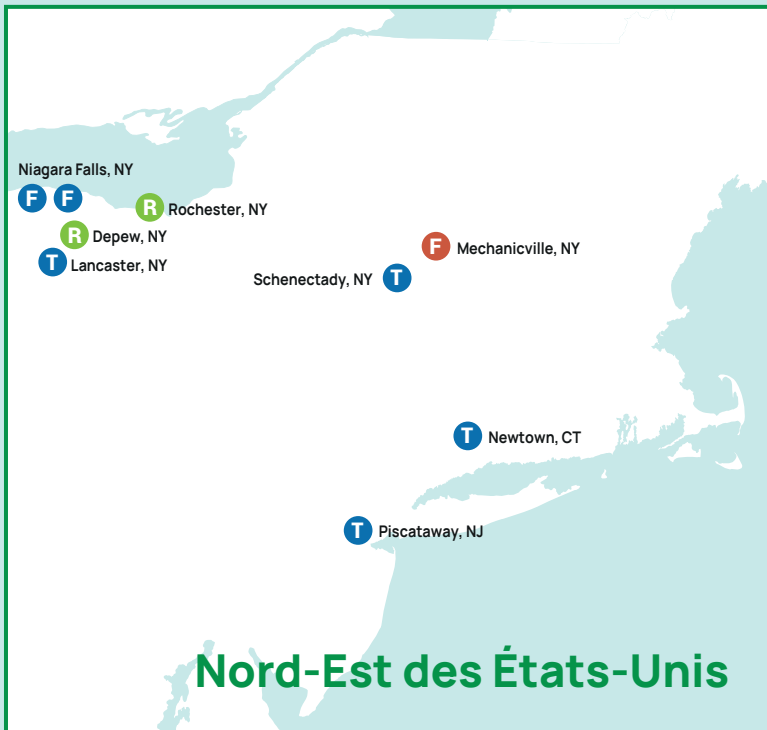 Niagara Falls, NY
F F
R Rochester, NY
R Depew, NY
T Lancaster, NY
F Mechanicville, NY
Schenectady, NY T
T Newtown, CT
T Piscataway, NJ
Nord-Est des États-Unis